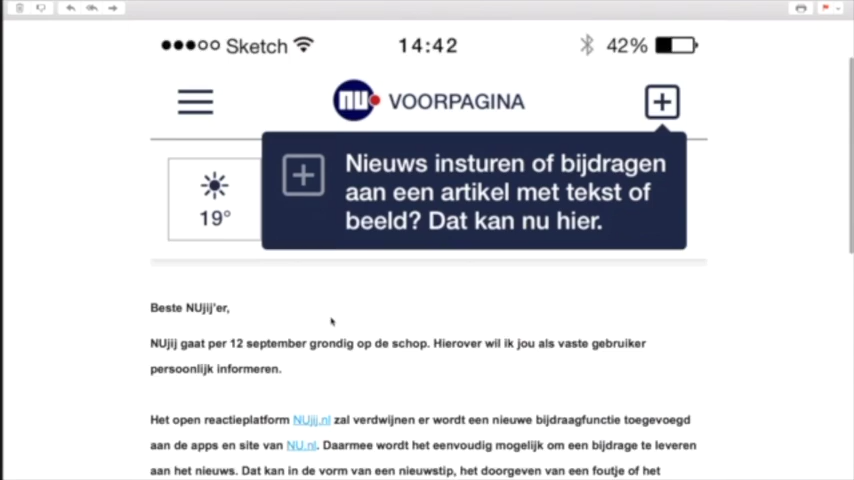 Sketch 14:42 42%
nu VOORPAGINA
Nieuws insturen of bijdragen
aan een artikel met tekst of
beeld? Dat kan nu hier.
19°
Beste NUjij'er,
NUjij gaat per 12 september grondig op de schop. Hierover wil ik jou als vaste gebruiker
persoonlijk informeren.
Het open reactieplatform NUjij.nl zal verdwijnen er wordt een nieuwe bijdraagfunctie toegevoegd
aan de apps en site van NU.nl. Daarmee wordt het eenvoudig mogelijk om een bijdrage te leveren
aan het nieuws. Dat kan in de vorm van een nieuwstip, het doorgeven van een foutje of het